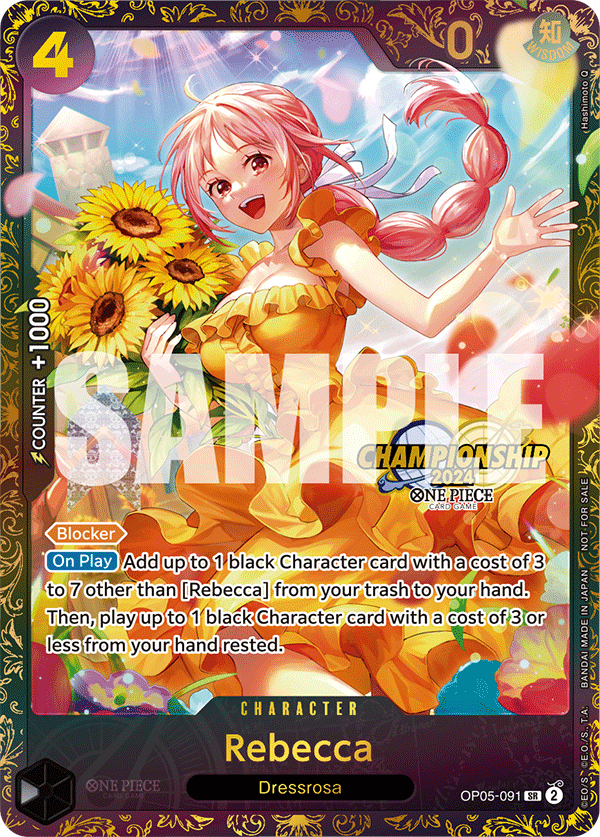 4
0
知
WISDOM
Hashimoto Q
COUNTER +1000
SAMPLE
CHAMPIONSHIP
2024
ONE PIECE
CARD GAME
Blocker
On Play Add up to 1 black Character card with a cost of 3
to 7 other than [Rebecca] from your trash to your hand.
Then, play up to 1 black Character card with a cost of 3 or
less from your hand rested.
©E.O./S. ©E.O./S., T.A. BANDAI MADE IN JAPAN NOT FOR SALE
CHARACTER
Rebecca
ONE PIECE
CARD GAME
Dressrosa
OP05-091 SR 2